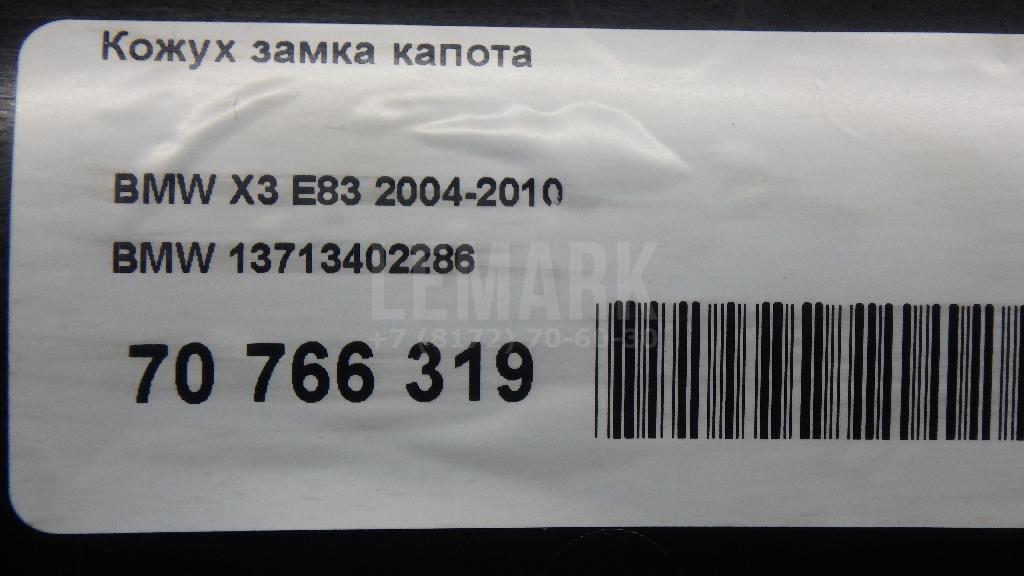 Кожух замка капота
BMW X3 E83 2004-2010
BMW 13713402286
LEMARK
+7 (8172) 70-60-30
70 766 319